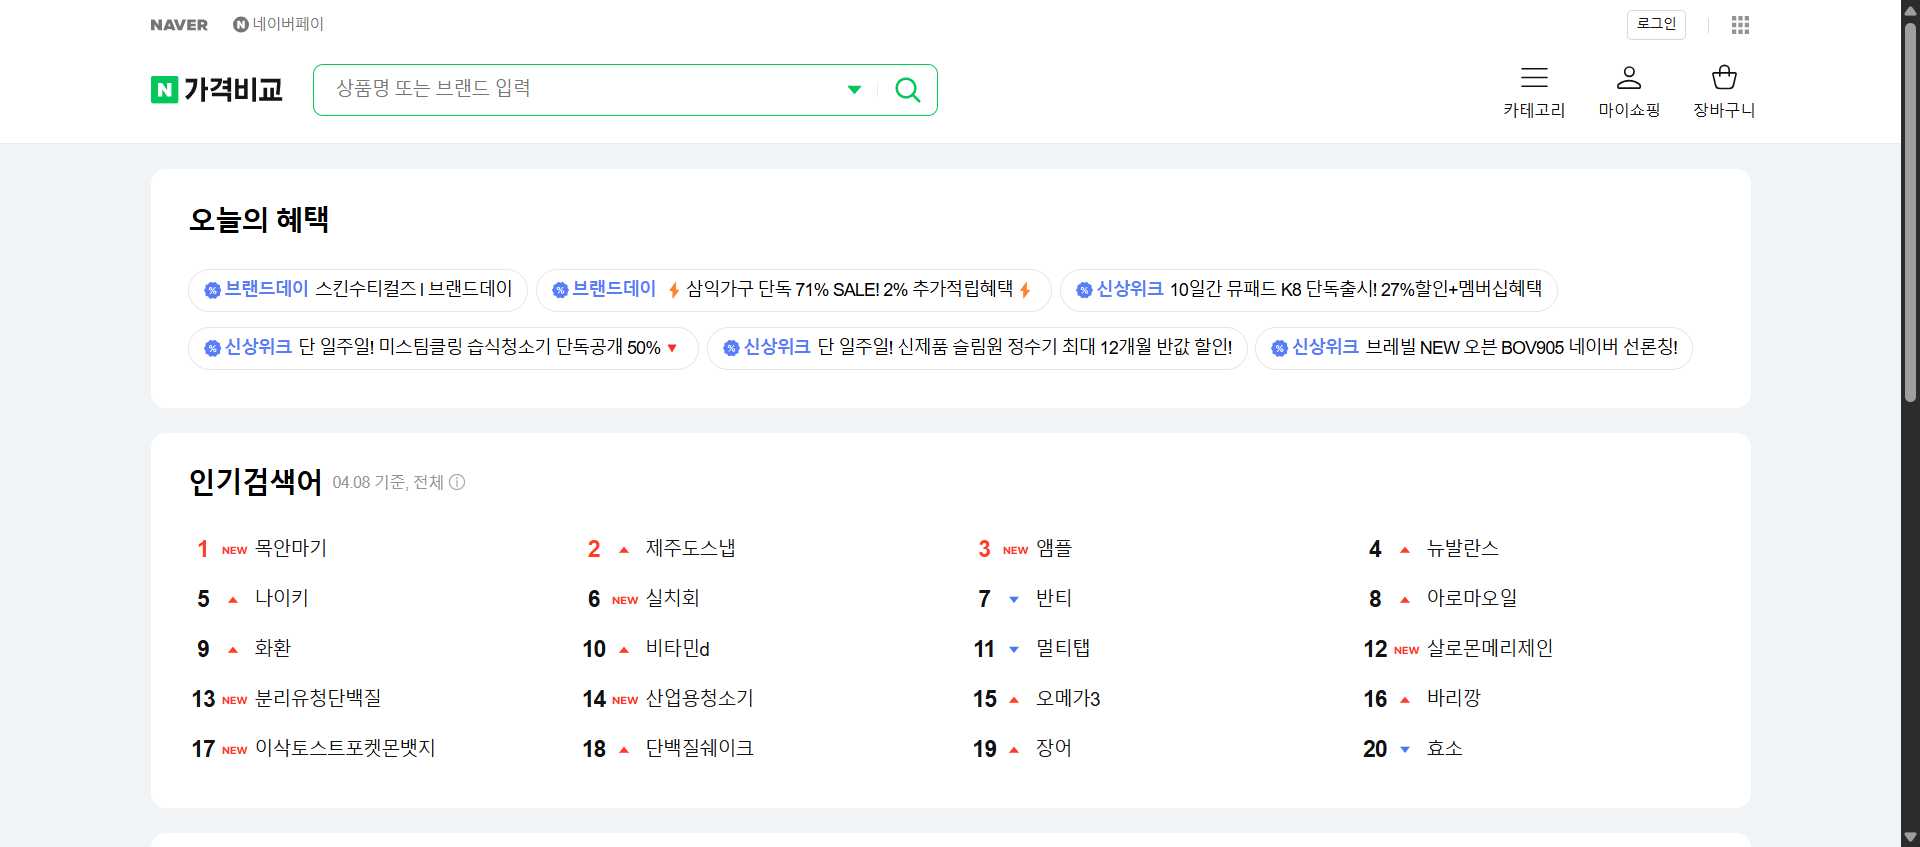 NAVER N 네이버페이 로그인
N 가격비교 상품명 또는 브랜드 입력 카테고리 마이쇼핑 장바구니
오늘의 혜택
브랜드데이 스킨수티컬즈 l 브랜드데이
브랜드데이 삼익가구 단독 71% SALE! 2% 추가적립혜택
신상위크 10일간 뮤패드 K8 단독출시! 27%할인+멤버십혜택
신상위크 단 일주일! 미스팀클링 습식청소기 단독공개 50%▼
신상위크 단 일주일! 신제품 슬림원 정수기 최대 12개월 반값 할인!
신상위크 브레빌 NEW 오븐 BOV905 네이버 선론칭!
인기검색어 04.08 기준, 전체
1 NEW 목안마기
2 ▲ 제주도스냅
3 NEW 앰플
4 ▲ 뉴발란스
5 ▲ 나이키
6 NEW 실치회
7 ▼ 반티
8 ▲ 아로마오일
9 ▲ 화환
10 ▲ 비타민d
11 ▼ 멀티탭
12 NEW 살로몬메리제인
13 NEW 분리유청단백질
14 NEW 산업용청소기
15 ▲ 오메가3
16 ▲ 바리깡
17 NEW 이삭토스트포켓몬뱃지
18 ▲ 단백질쉐이크
19 ▲ 장어
20 ▼ 효소